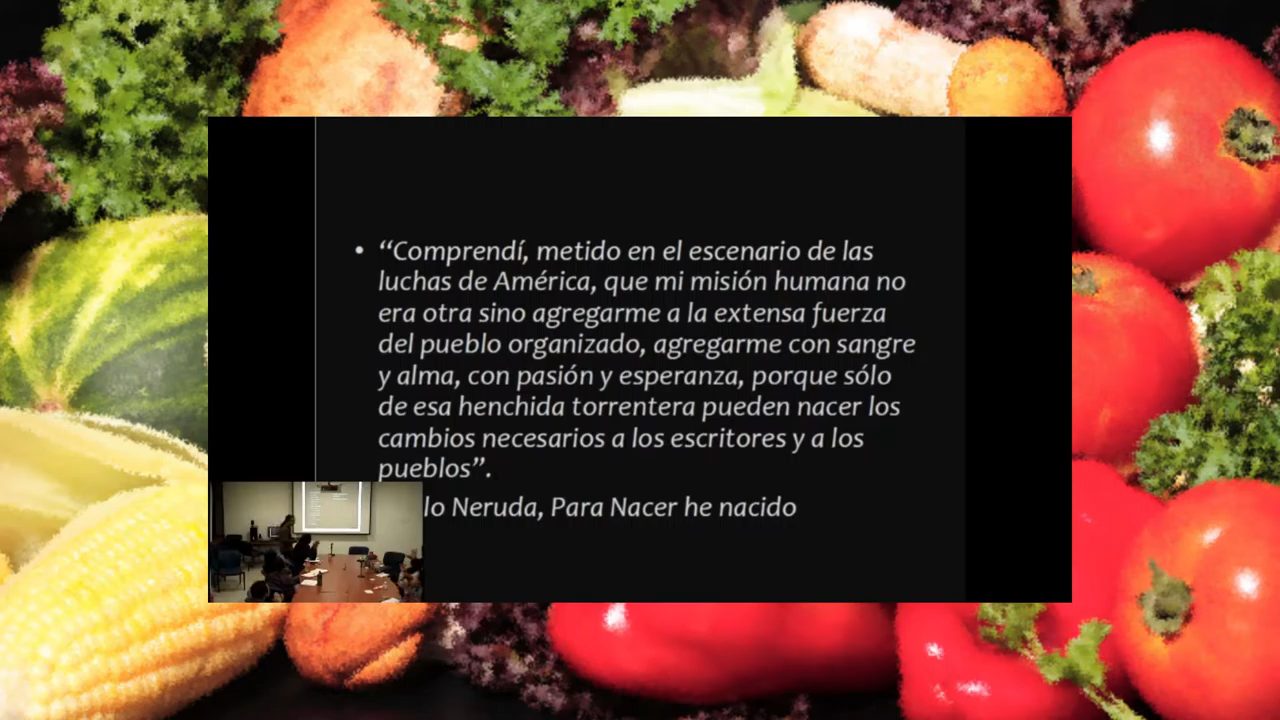 • “Comprendí, metido en el escenario de las
luchas de América, que mi misión humana no
era otra sino agregarme a la extensa fuerza
del pueblo organizado, agregarme con sangre
y alma, con pasión y esperanza, porque sólo
de esa henchida torrentera pueden nacer los
cambios necesarios a los escritores y a los
pueblos”.
lo Neruda, Para Nacer he nacido